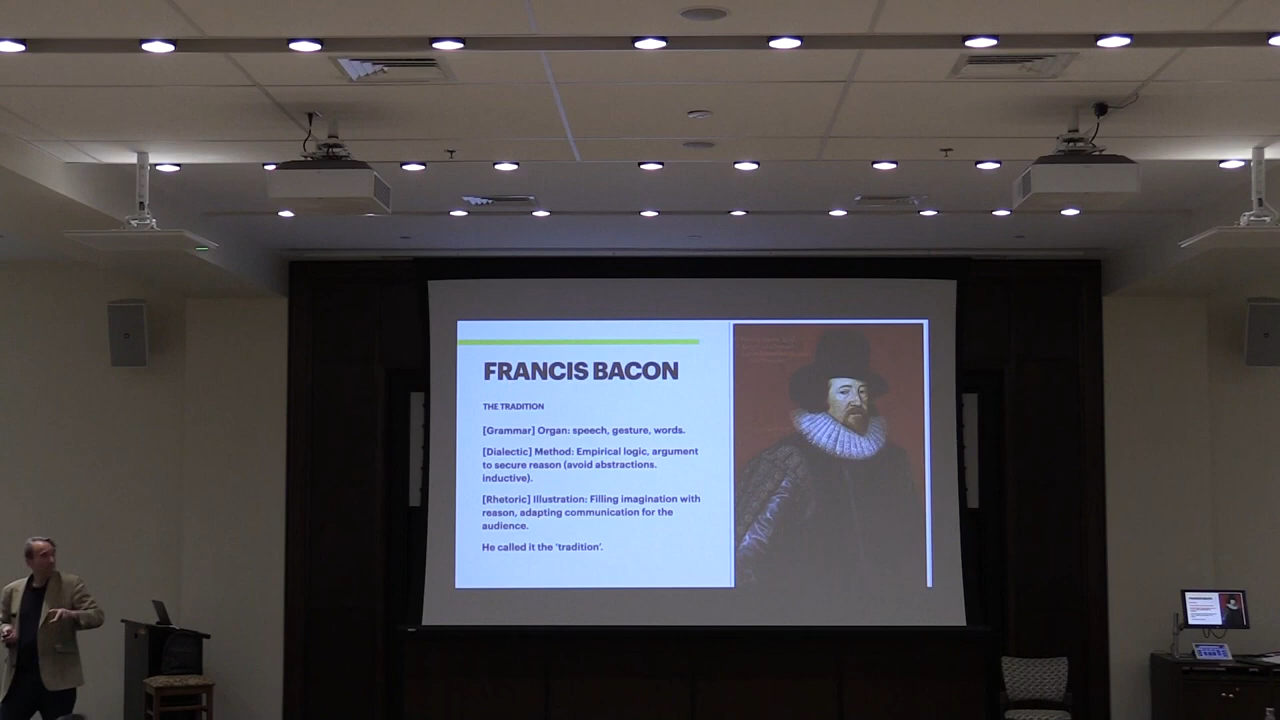 FRANCIS BACON
THE TRADITION
[Grammar] Organ: speech, gesture, words.
[Dialectic] Method: Empirical logic, argument
to secure reason (avoid abstractions.
inductive).
[Rhetoric] Illustration: Filling imagination with
reason, adapting communication for the
audience.
He called it the ‘tradition’.